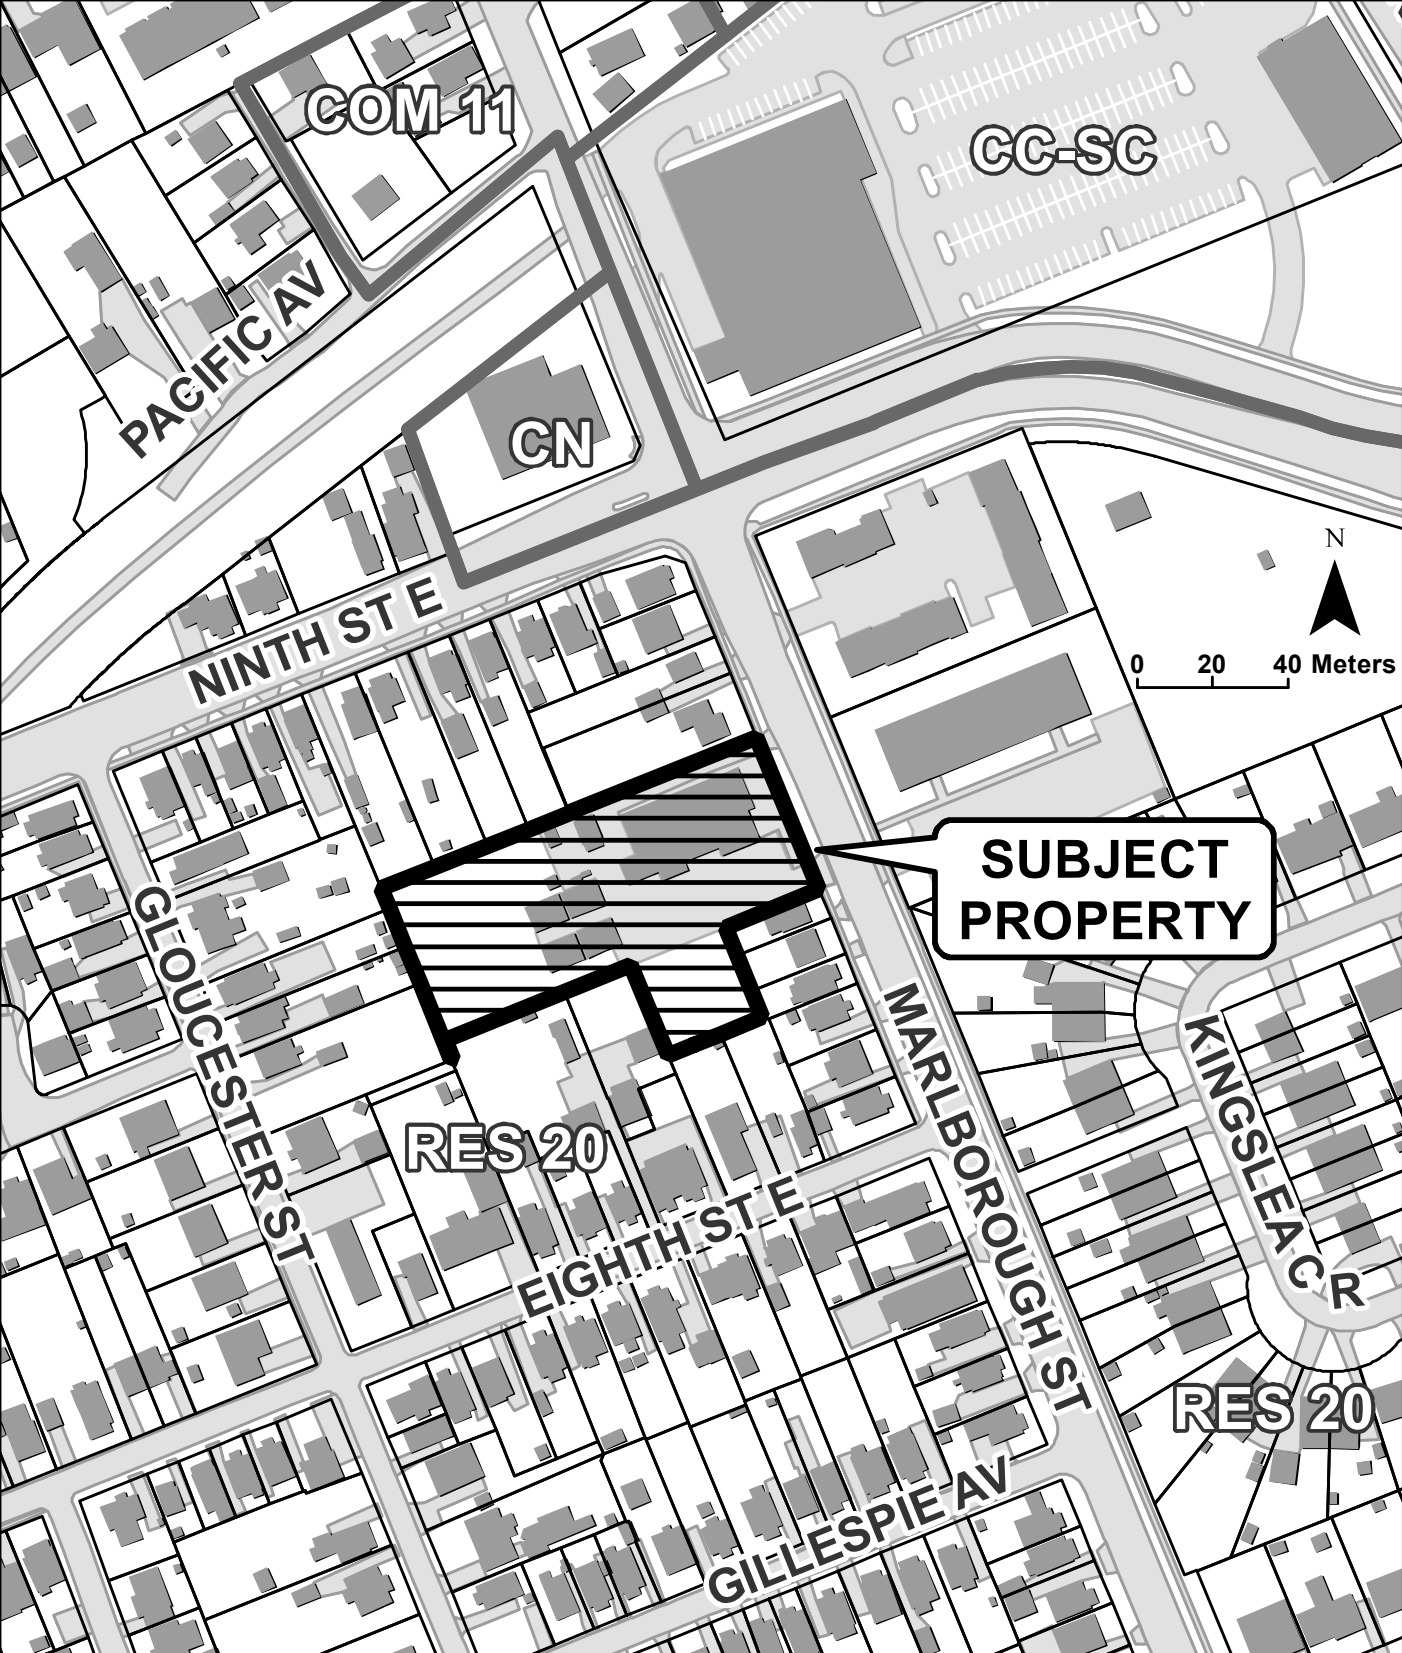 COM 11
CC-SC
PACIFIC AV
CN
N
0 20 40 Meters
NINTH ST E
SUBJECT
PROPERTY
GLOUCESTER ST
MARLBOROUGH ST
KINGSLEA CR
RES 20
EIGHTH ST E
RES 20
GILLESPIE AV